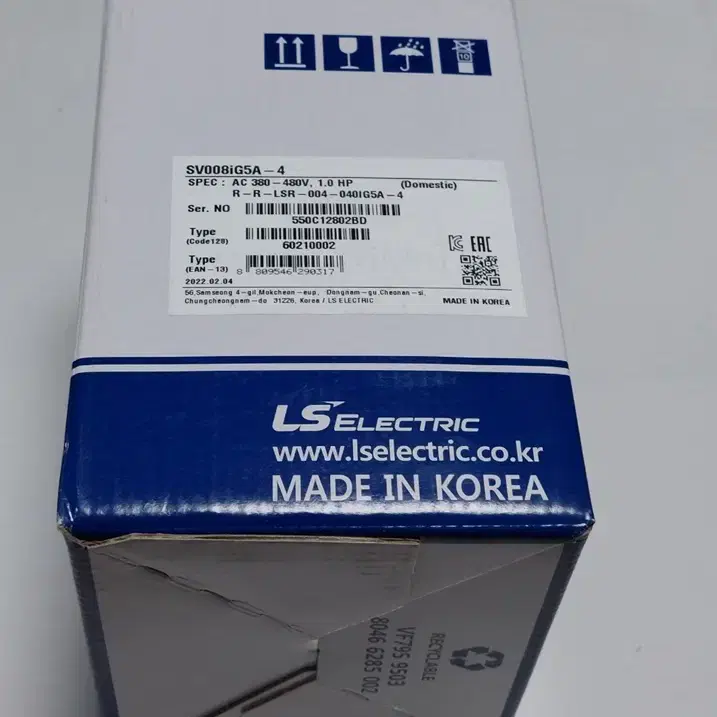 10
SV008iG5A-4
SPEC : AC 380-480V, 1.0 HP (Domestic)
R-R-LSR-004-040IG5A-4
Ser. NO
550C12802BD
Type
(Code128)
60210002
Type
(EAN-13)
8 809546 290317
EAC
2022.02.04
56,Samseong 4-gil,Mokcheon-eup, Dongnam-gu,Cheonan-si,
Chungcheongnam-do 31226, Korea / LS ELECTRIC
MADE IN KOREA
LS ELECTRIC
www.lselectric.co.kr
MADE IN KOREA
RECYCLABLE
VF795 9503
8046 6285 002